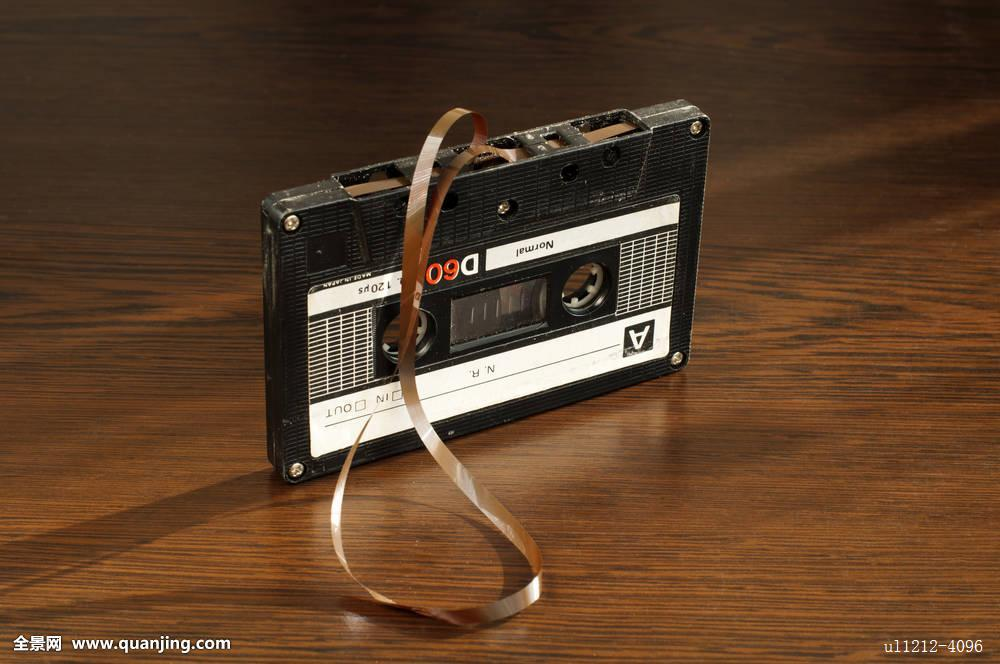 MADE IN JAPAN
120µs
D60
Normal
A
N. R.
IN
OUT
全景网 www.quanjing.com
u11212-4096